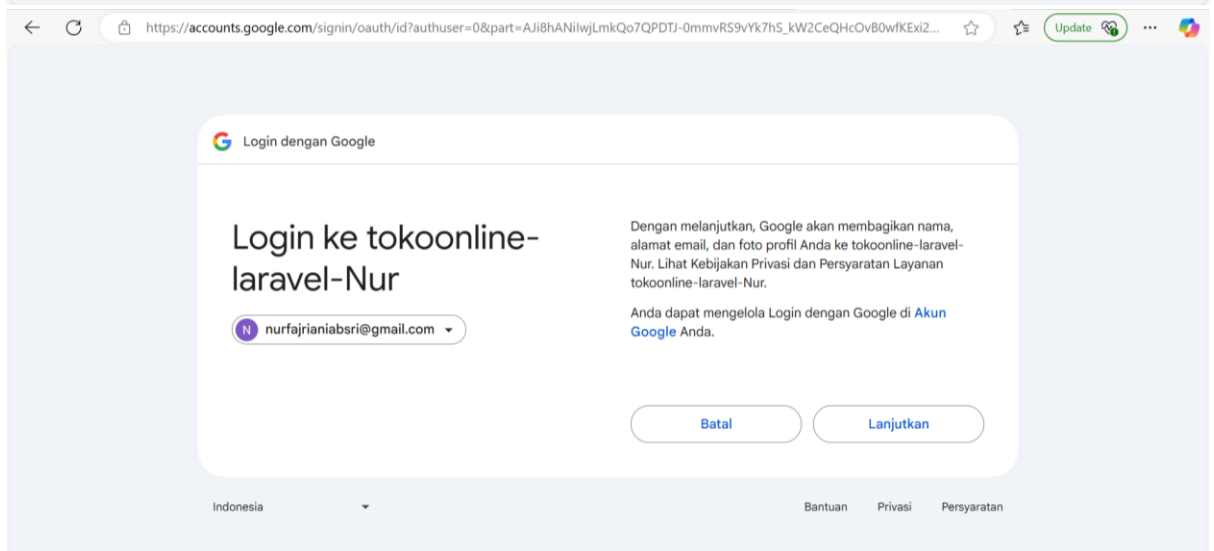 https://accounts.google.com/signin/oauth/id?authuser=0&part=AJi8hANiIwjLmkQo7QPDTJ-0mmvRS9vYk7hS_kW2CeQHcOvB0wfKExi2...
Update
Login dengan Google
Login ke tokoonline-
laravel-Nur
N nurfajrianiabsri@gmail.com
Dengan melanjutkan, Google akan membagikan nama,
alamat email, dan foto profil Anda ke tokoonline-laravel-
Nur. Lihat Kebijakan Privasi dan Persyaratan Layanan
tokoonline-laravel-Nur.
Anda dapat mengelola Login dengan Google di Akun
Google Anda.
Batal
Lanjutkan
Indonesia
Bantuan
Privasi
Persyaratan